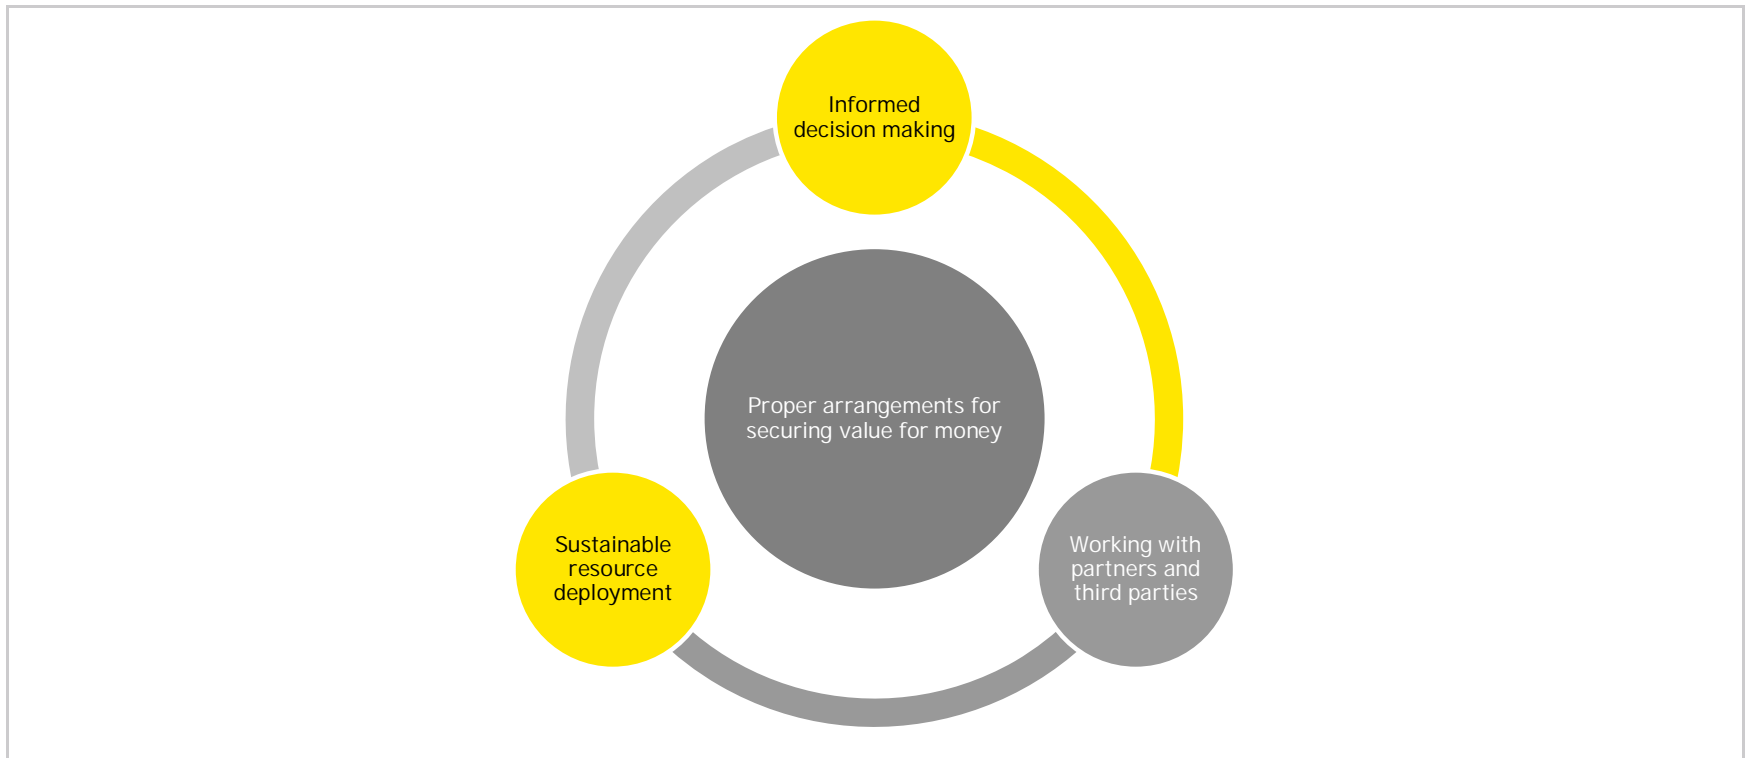 Informed
decision making
Proper arrangements for
securing value for money
Sustainable
resource
deployment
Working with
partners and
third parties